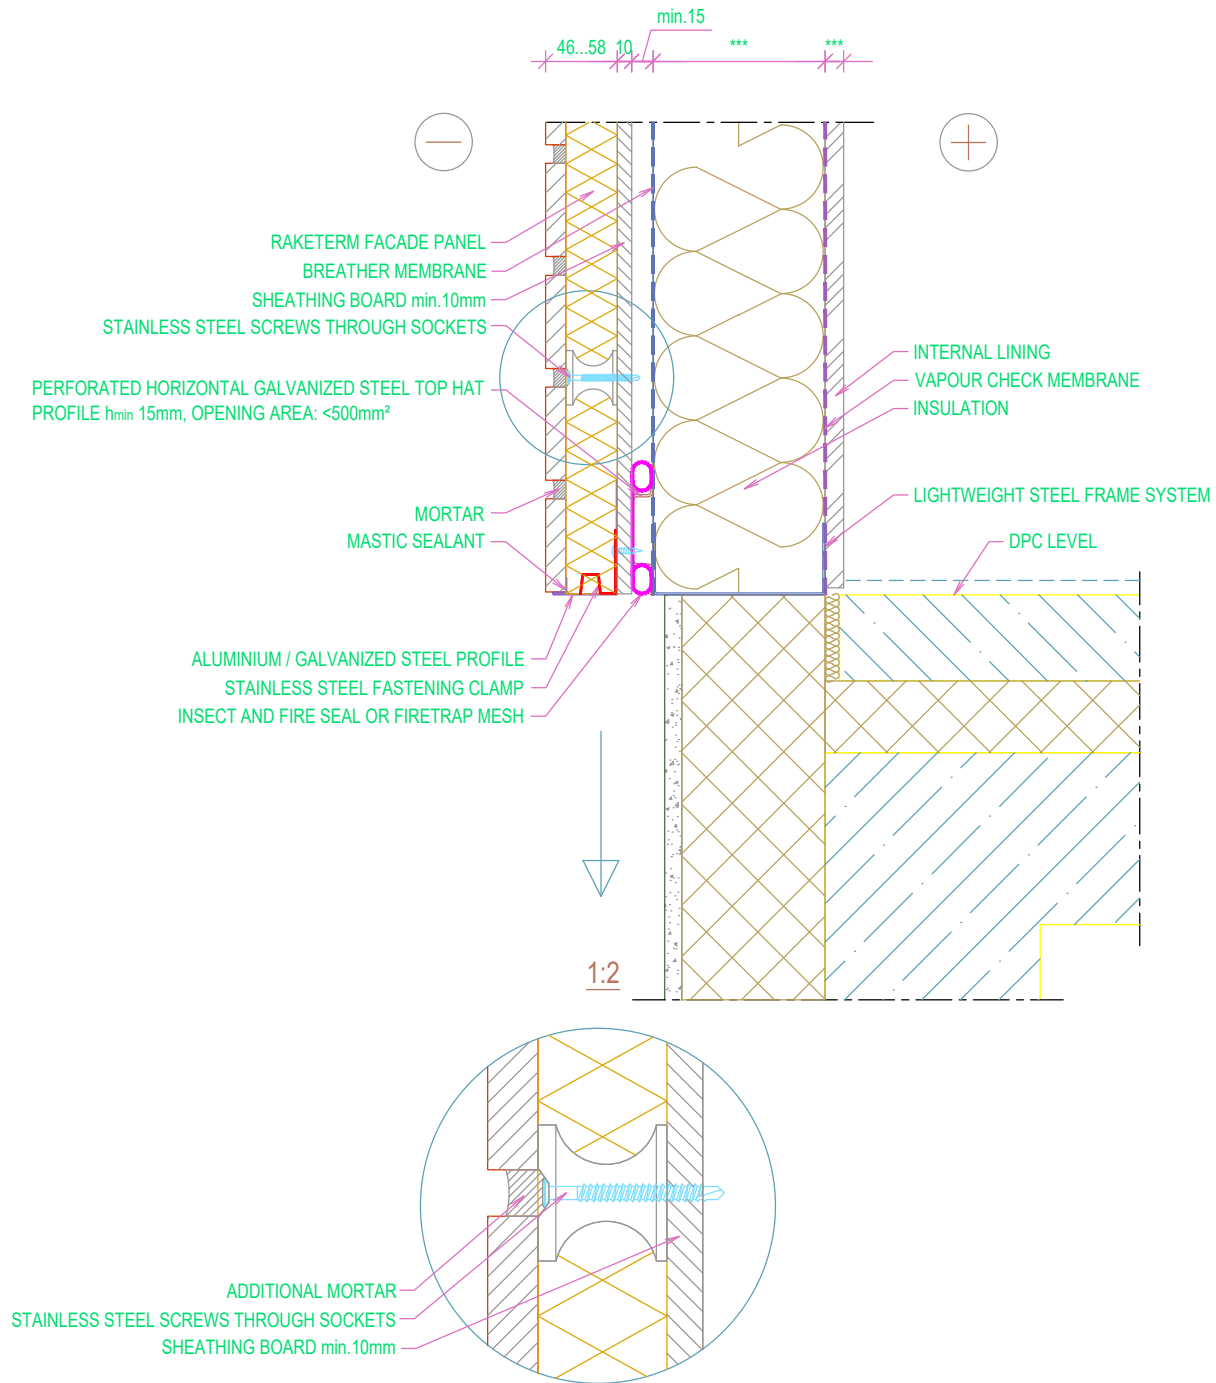 min.15
46...58 10 *** ***
RAKETERM FACADE PANEL
BREATHER MEMBRANE
SHEATHING BOARD min.10mm
STAINLESS STEEL SCREWS THROUGH SOCKETS
PERFORATED HORIZONTAL GALVANIZED STEEL TOP HAT
PROFILE hmin 15mm, OPENING AREA: <500mm²
MORTAR
MASTIC SEALANT
INTERNAL LINING
VAPOUR CHECK MEMBRANE
INSULATION
LIGHTWEIGHT STEEL FRAME SYSTEM
DPC LEVEL
ALUMINIUM / GALVANIZED STEEL PROFILE
STAINLESS STEEL FASTENING CLAMP
INSECT AND FIRE SEAL OR FIRETRAP MESH
1:2
ADDITIONAL MORTAR
STAINLESS STEEL SCREWS THROUGH SOCKETS
SHEATHING BOARD min.10mm